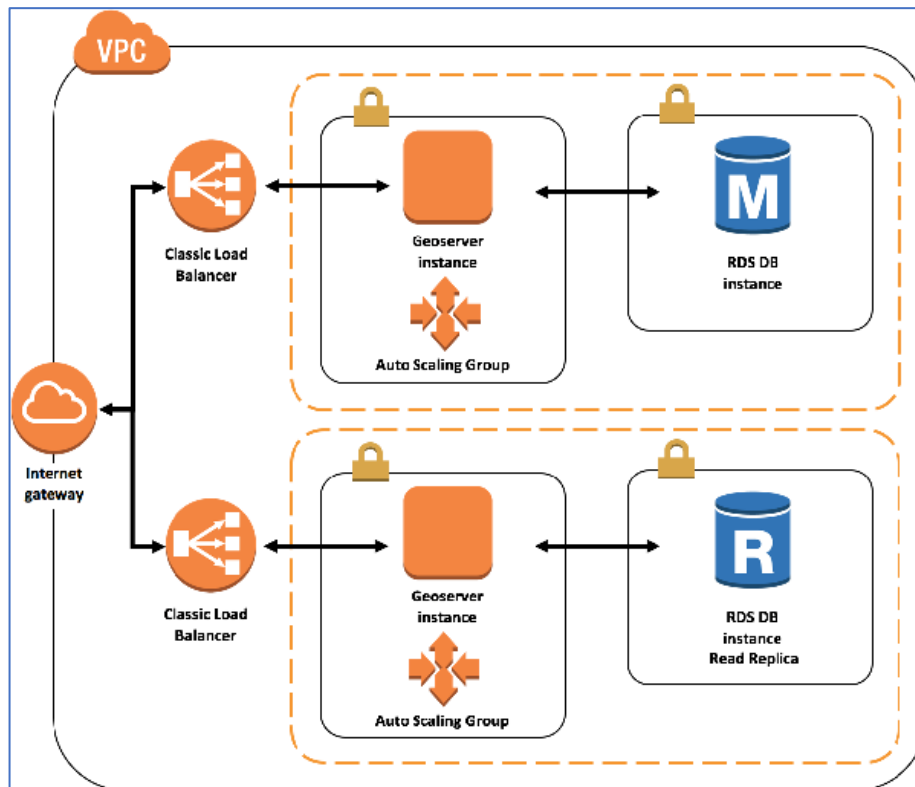 VPC
Classic Load
Balancer
Geoserver
instance
Auto Scaling Group
M
RDS DB
instance
Internet
gateway
Classic Load
Balancer
Geoserver
instance
Auto Scaling Group
R
RDS DB
instance
Read Replica